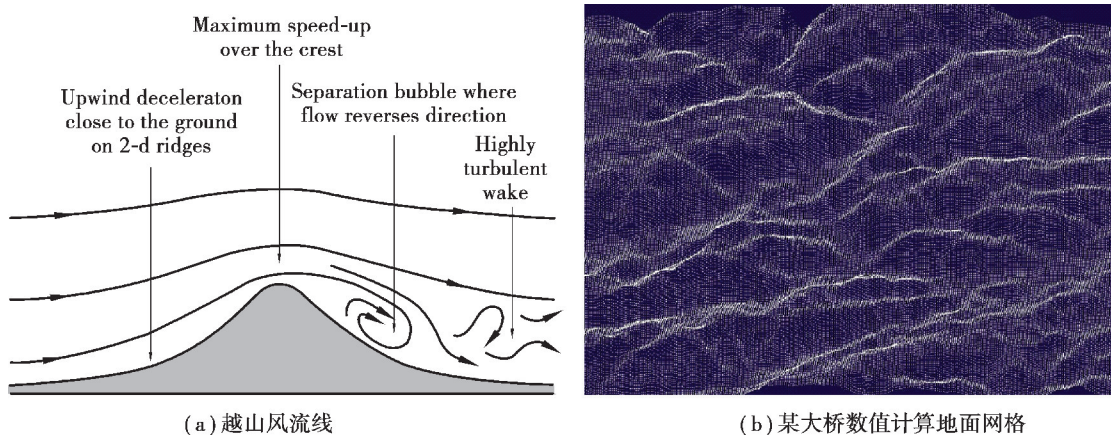 Maximum speed-up
over the crest
Upwind deceleraton
close to the ground
on 2-d ridges
Separation bubble where
flow reverses direction
Highly
turbulent
wake
(a)越山风流线
(b)某大桥数值计算地面网格